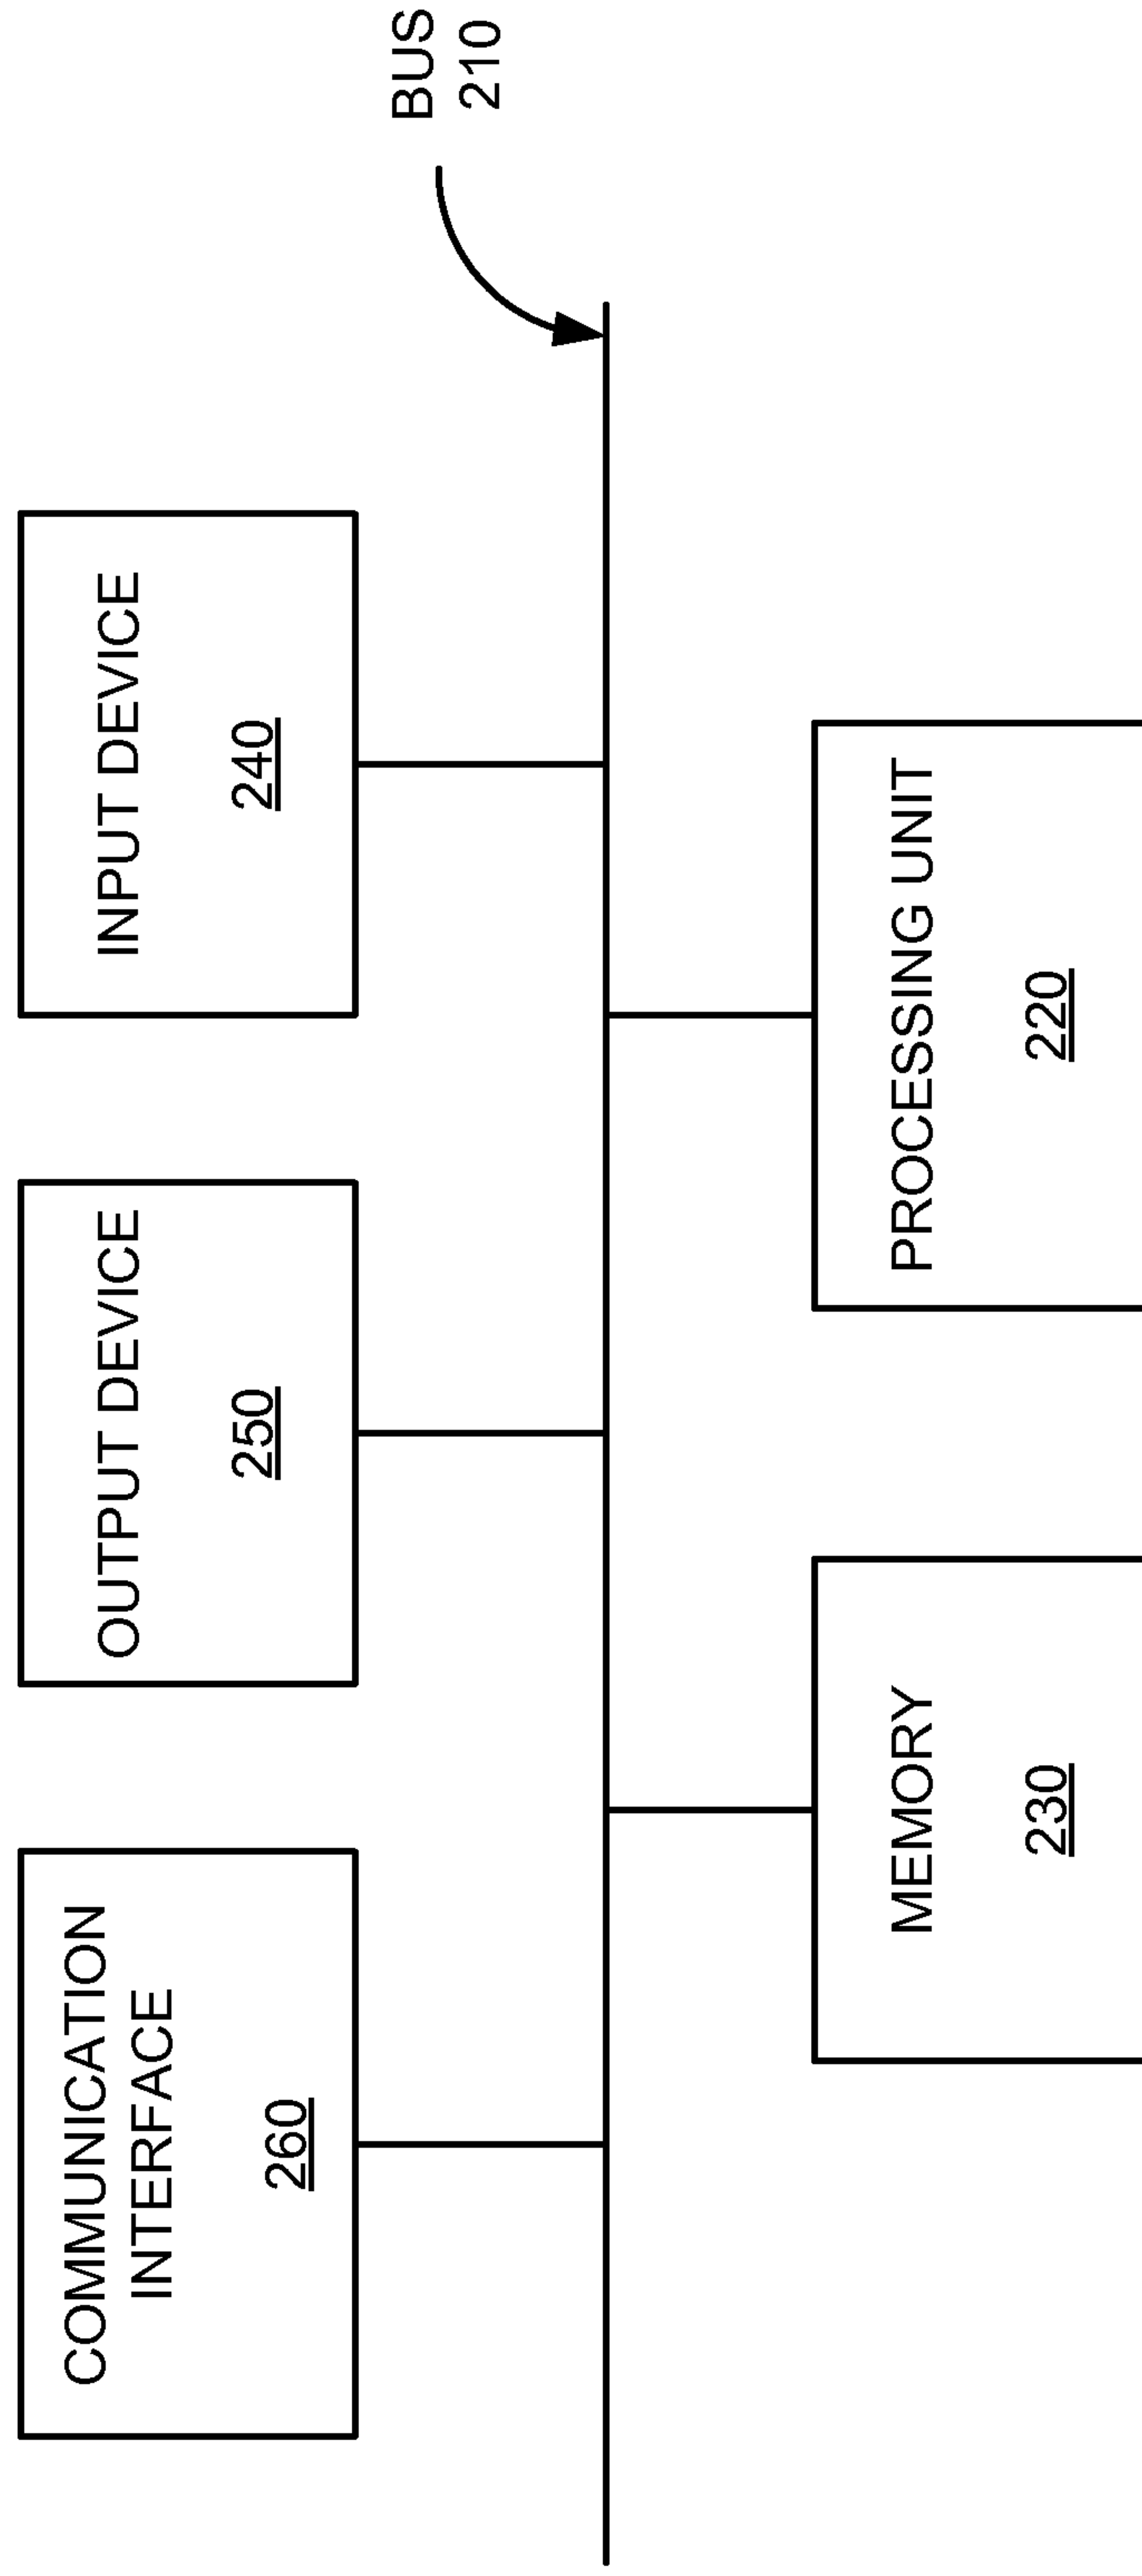 COMMUNICATION
INTERFACE
260
OUTPUT DEVICE
250
INPUT DEVICE
240
BUS
210
MEMORY
230
PROCESSING UNIT
220